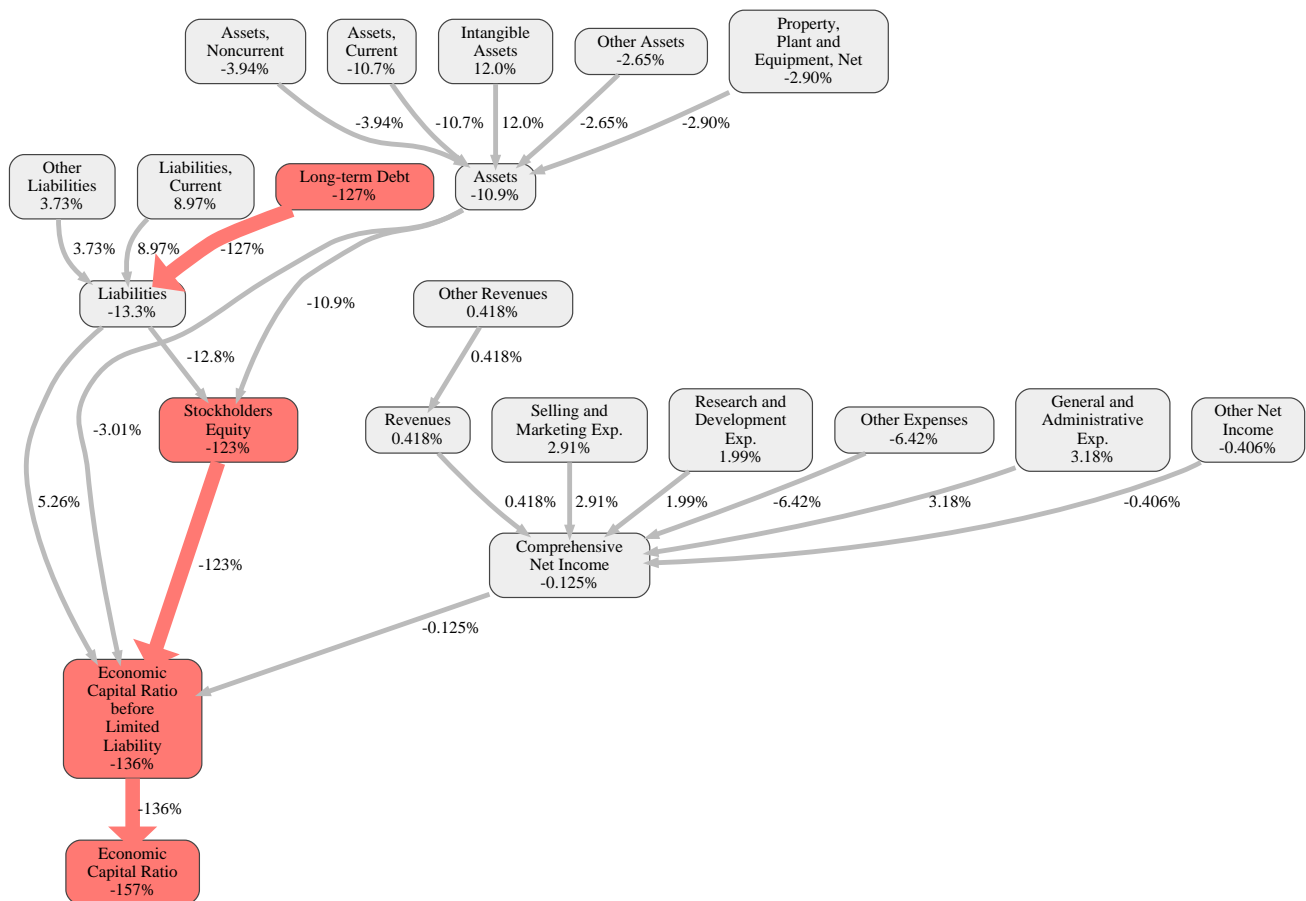 Assets,
Noncurrent
-3.94%
Assets,
Current
-10.7%
Intangible
Assets
12.0%
Other Assets
-2.65%
Property,
Plant and
Equipment, Net
-2.90%
-3.94%
-10.7%
12.0%
-2.65%
-2.90%
Other
Liabilities
3.73%
Liabilities,
Current
8.97%
Long-term Debt
-127%
Assets
-10.9%
3.73%
8.97%
-127%
Liabilities
-13.3%
-10.9%
Other Revenues
0.418%
-12.8%
0.418%
Stockholders
Equity
-123%
-3.01%
Revenues
0.418%
Selling and
Marketing Exp.
2.91%
Research and
Development
Exp.
1.99%
Other Expenses
-6.42%
General and
Administrative
Exp.
3.18%
Other Net
Income
-0.406%
5.26%
0.418%
2.91%
1.99%
-6.42%
3.18%
-0.406%
-123%
Comprehensive
Net Income
-0.125%
-0.125%
Economic
Capital Ratio
before
Limited
Liability
-136%
-136%
Economic
Capital Ratio
-157%